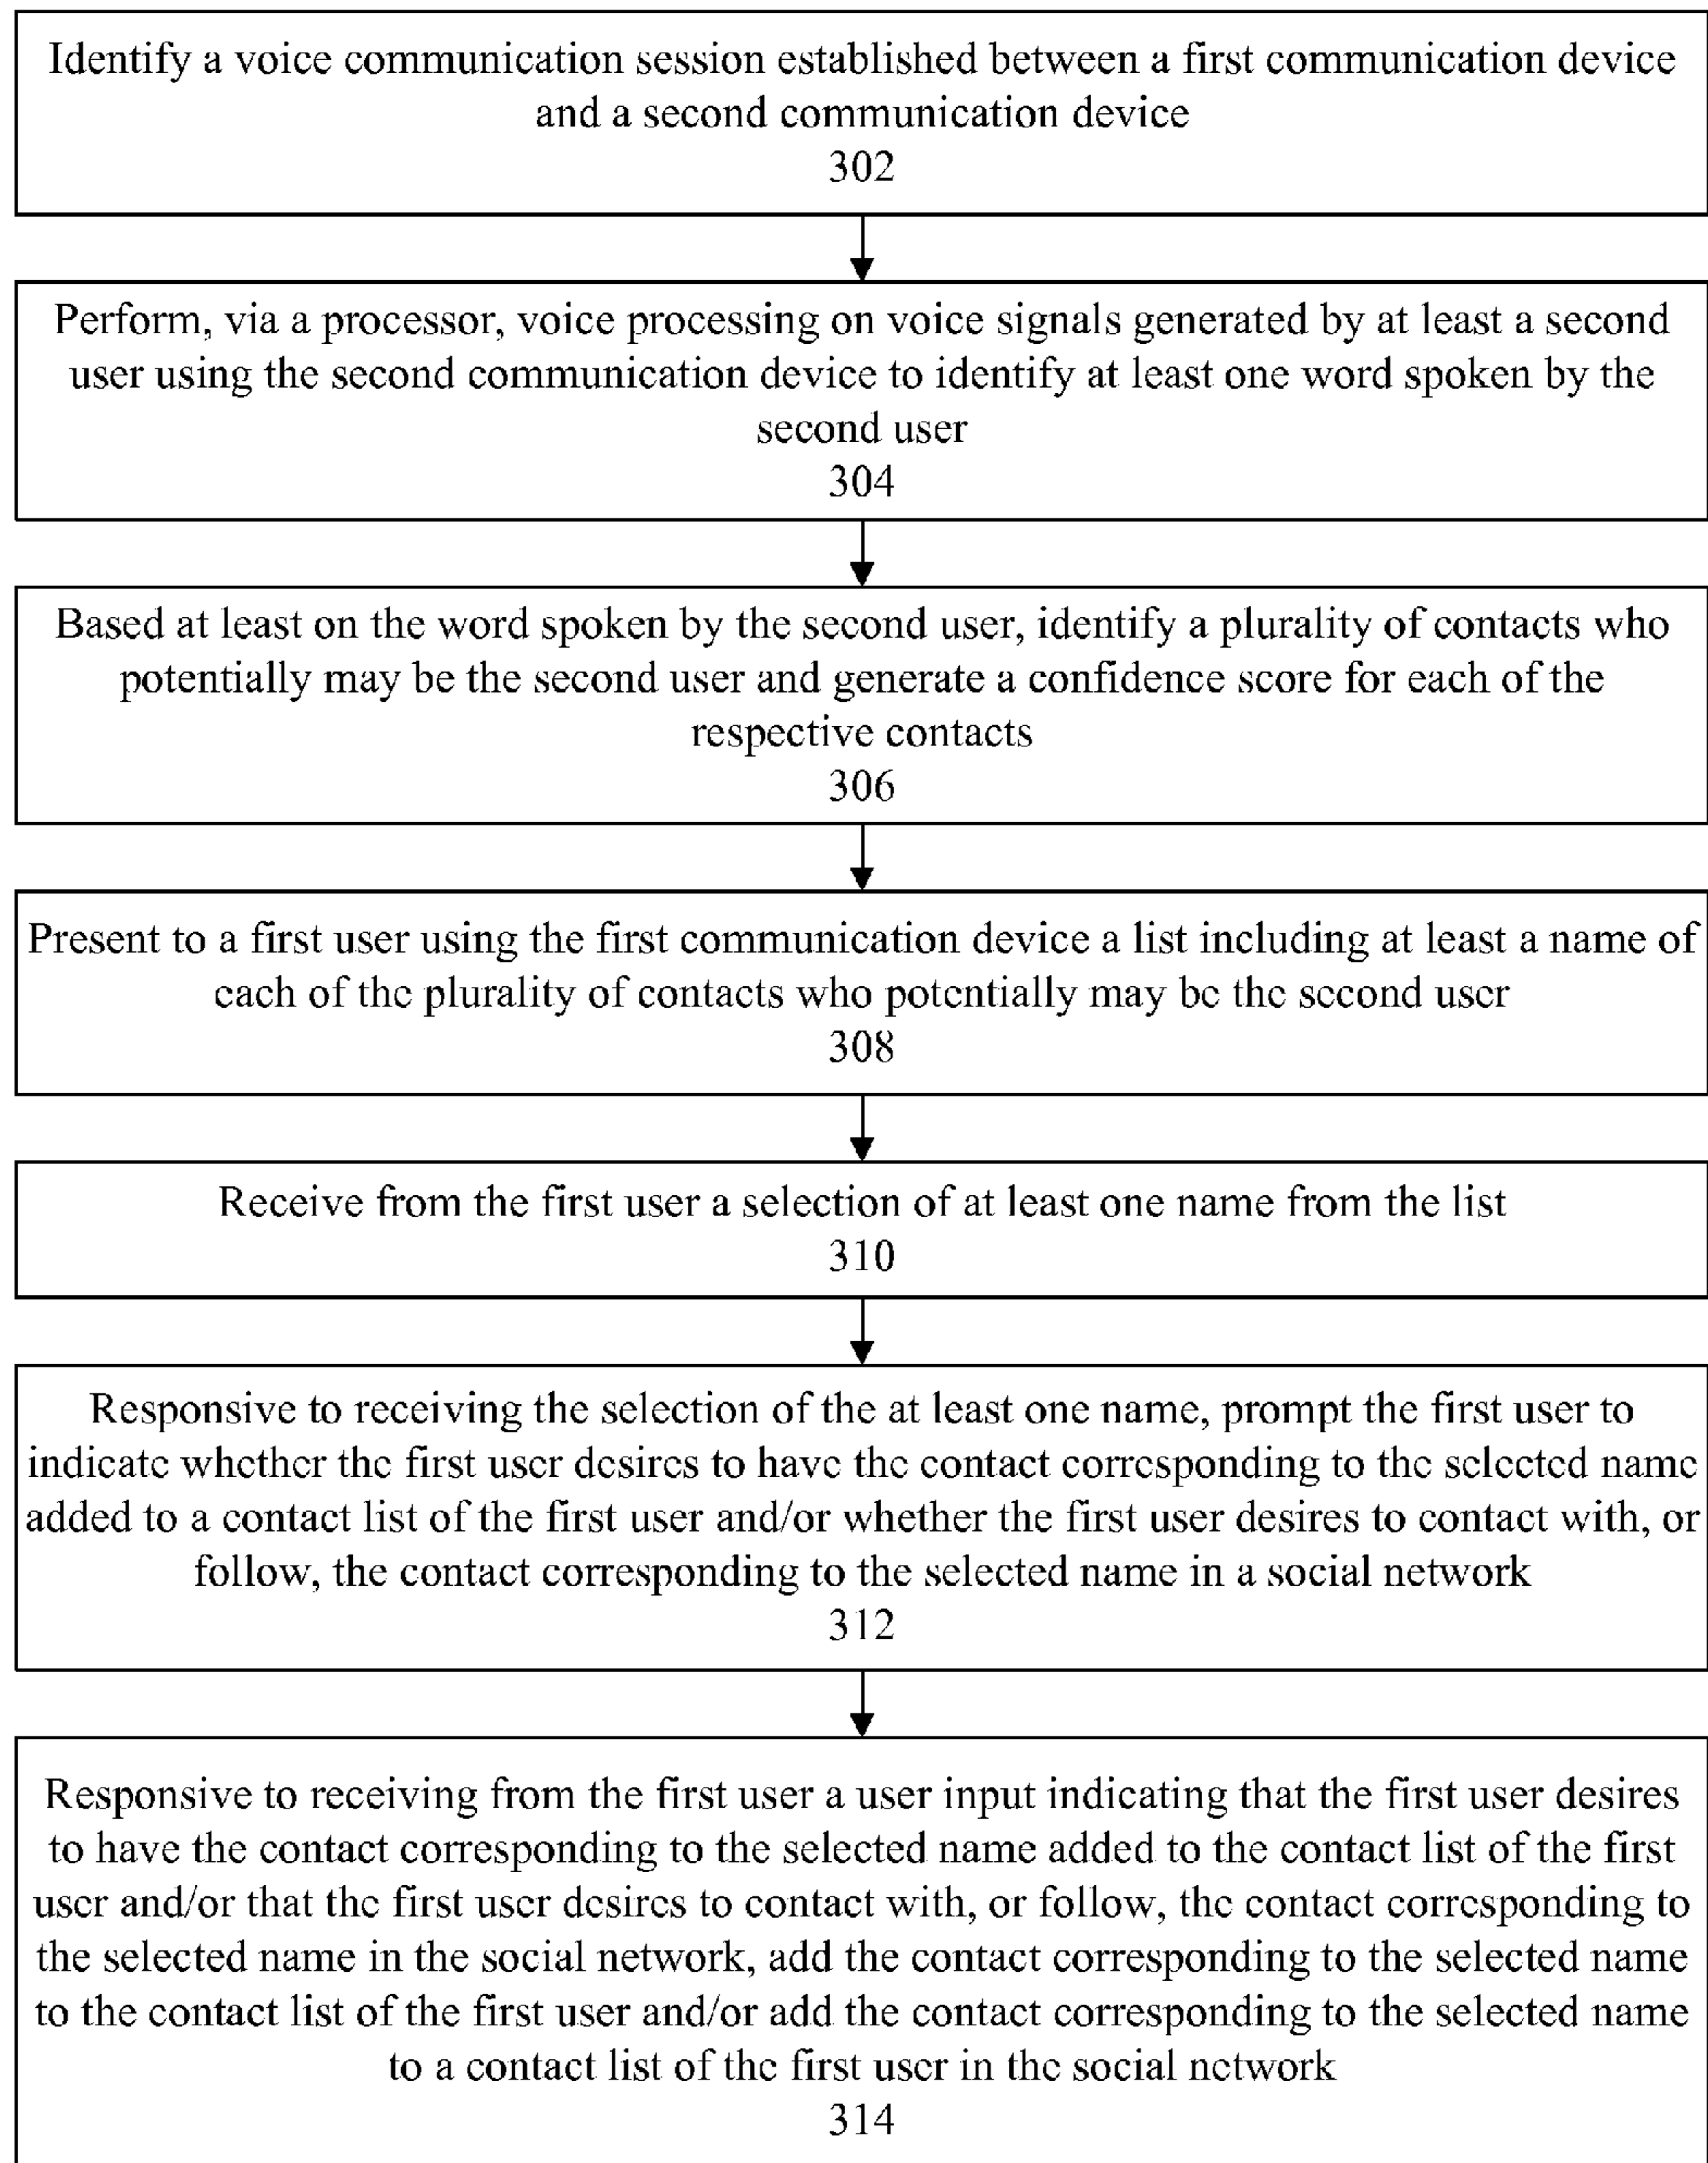 Identify a voice communication session established between a first communication device
and a second communication device
302
Perform, via a processor, voice processing on voice signals generated by at least a second
user using the second communication device to identify at least one word spoken by the
second user
304
Based at least on the word spoken by the second user, identify a plurality of contacts who
potentially may be the second user and generate a confidence score for each of the
respective contacts
306
Present to a first user using the first communication device a list including at least a name of
each of the plurality of contacts who potentially may be the second user
308
Receive from the first user a selection of at least one name from the list
310
Responsive to receiving the selection of the at least one name, prompt the first user to
indicate whether the first user desires to have the contact corresponding to the selected name
added to a contact list of the first user and/or whether the first user desires to contact with, or
follow, the contact corresponding to the selected name in a social network
312
Responsive to receiving from the first user a user input indicating that the first user desires
to have the contact corresponding to the selected name added to the contact list of the first
user and/or that the first user desires to contact with, or follow, the contact corresponding to
the selected name in the social network, add the contact corresponding to the selected name
to the contact list of the first user and/or add the contact corresponding to the selected name
to a contact list of the first user in the social network
314